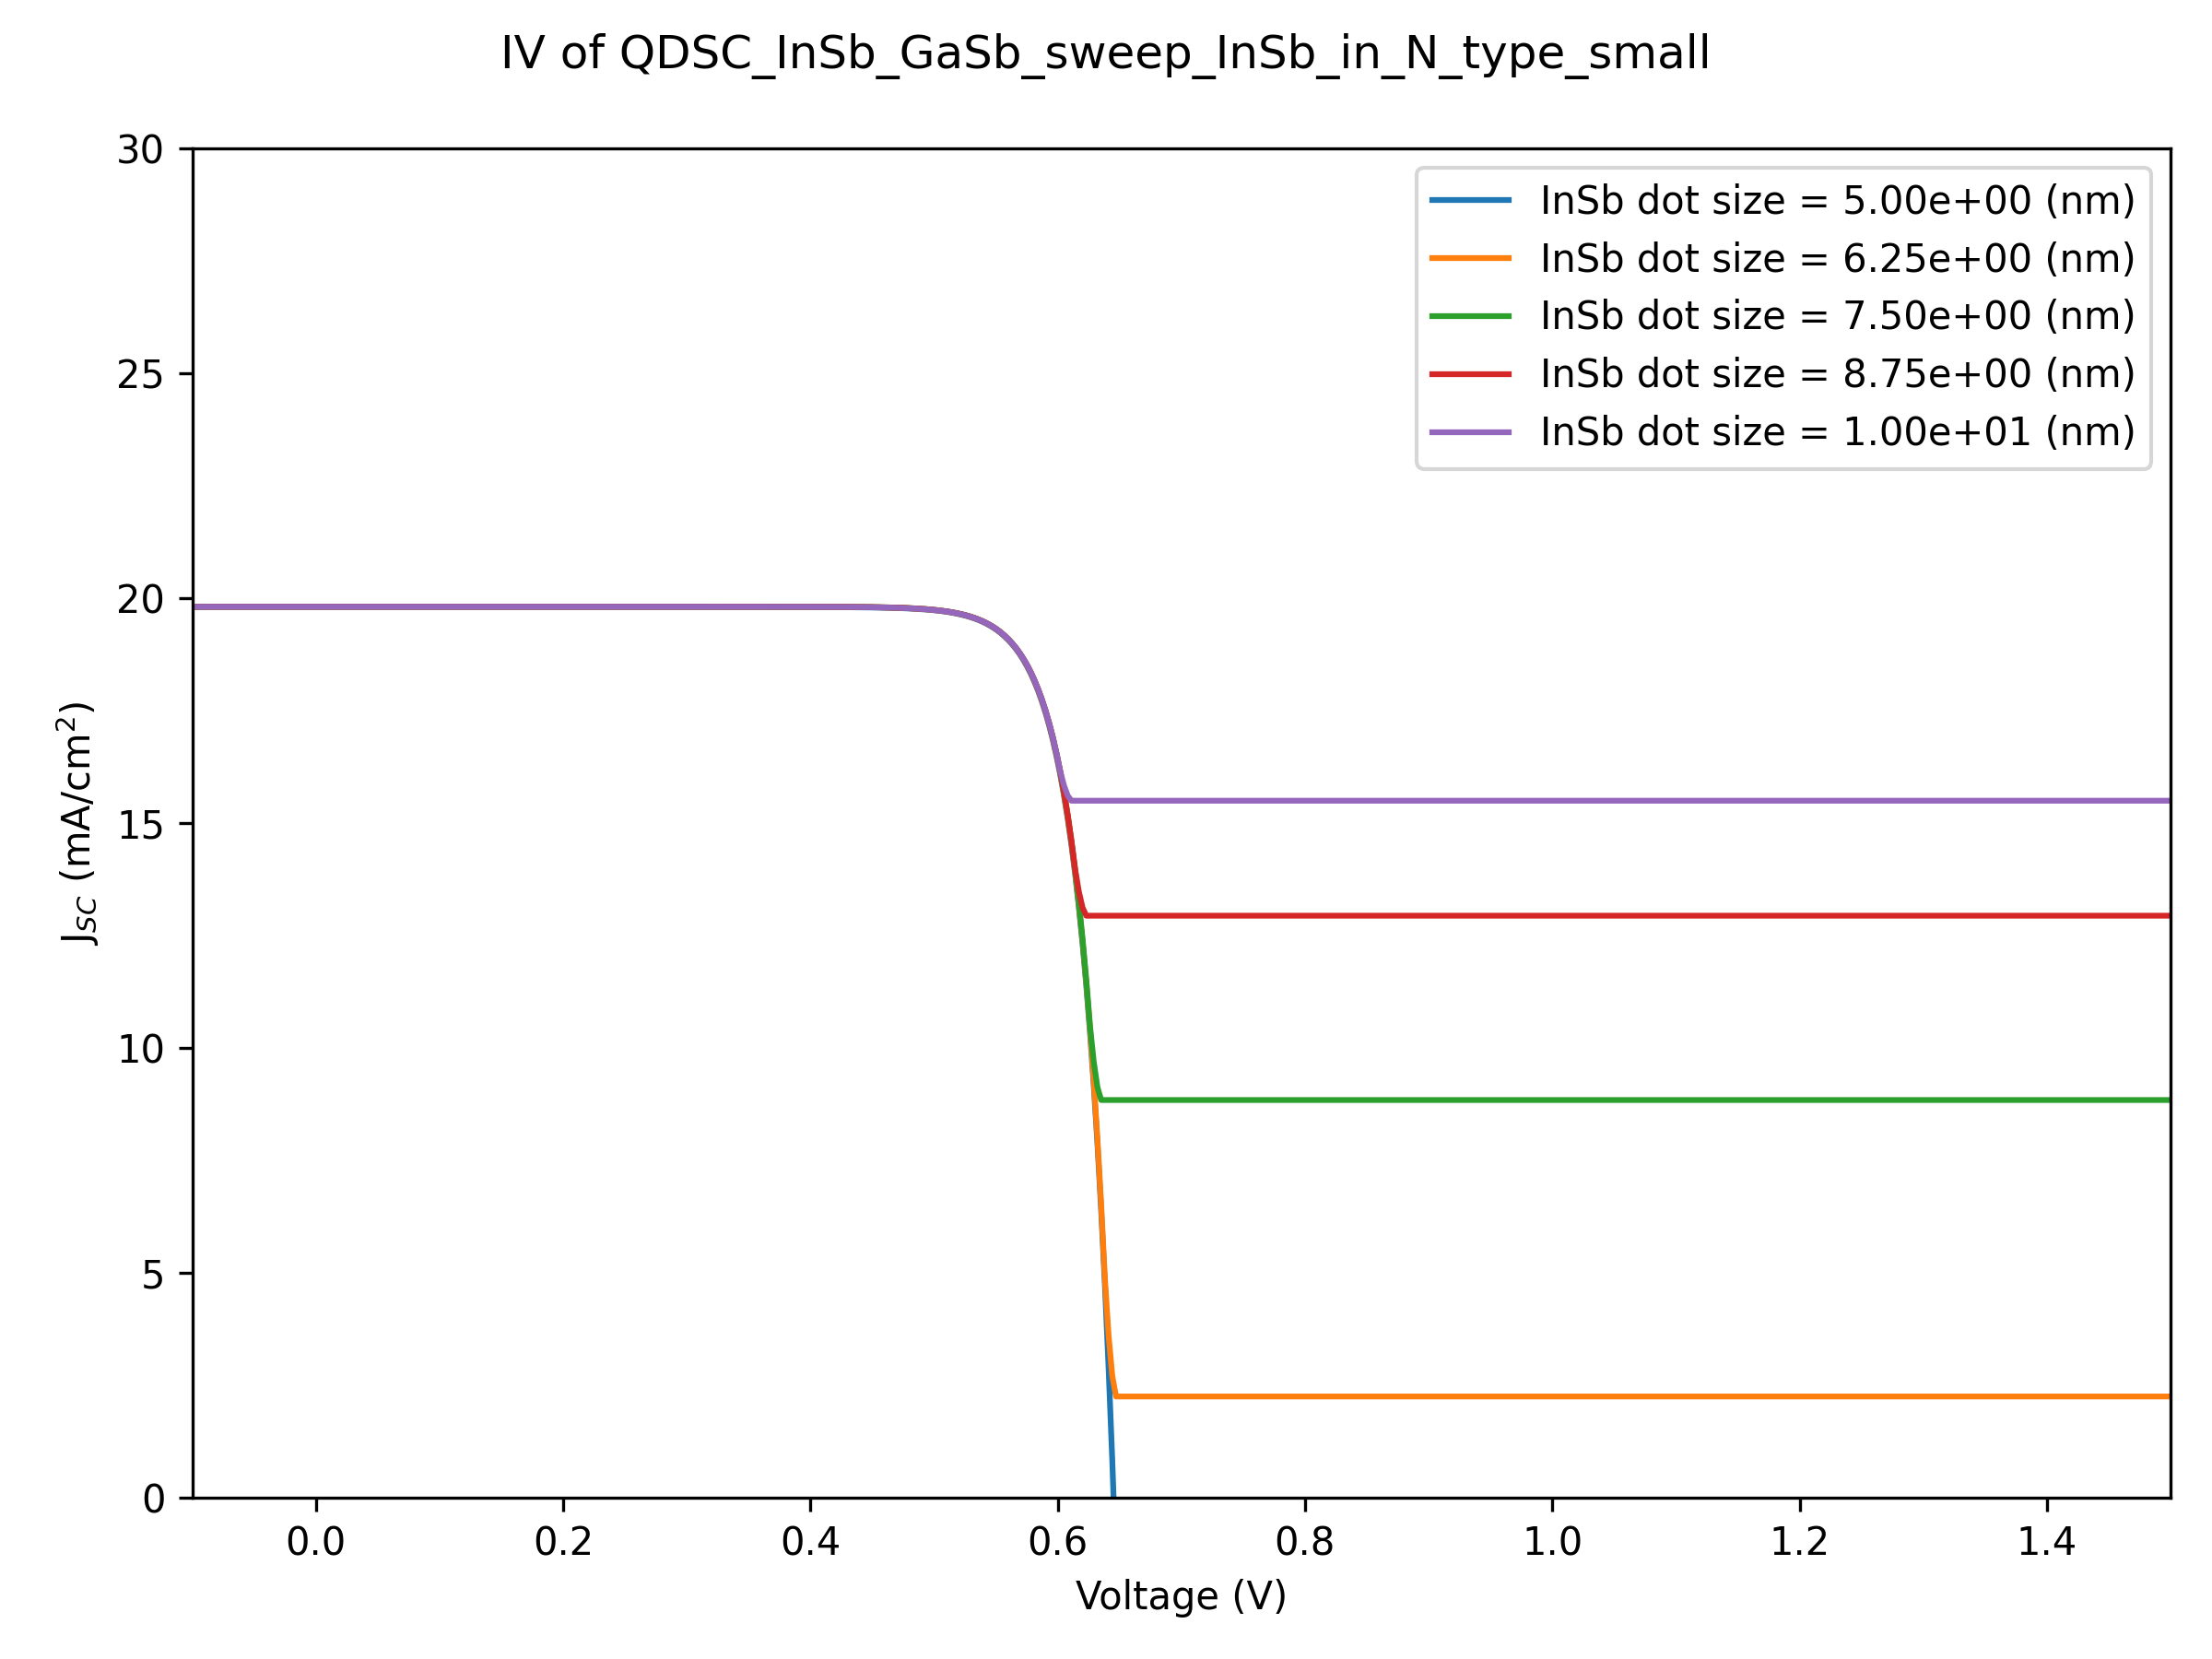 IV of QDSC_InSb_GaSb_sweep_InSb_in_N_type_small
30
25
20
15
10
5
0
J_{SC} (mA/cm²)
InSb dot size = 5.00e+00 (nm)
InSb dot size = 6.25e+00 (nm)
InSb dot size = 7.50e+00 (nm)
InSb dot size = 8.75e+00 (nm)
InSb dot size = 1.00e+01 (nm)
0.0 0.2 0.4 0.6 0.8 1.0 1.2 1.4
Voltage (V)